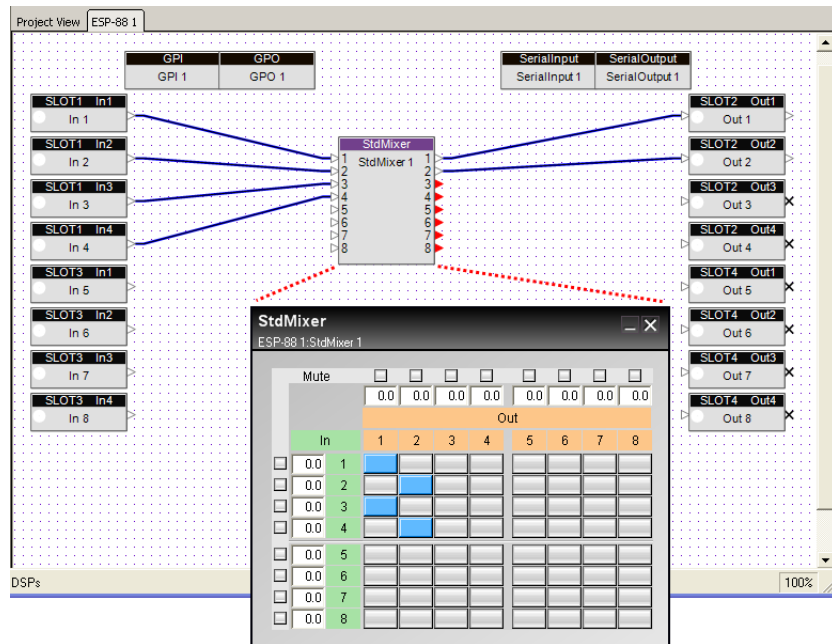 Project View ESP-88 1
GPI GPO
GPI 1 GPO 1
SerialInput SerialOutput
SerialInput 1 SerialOutput 1
SLOT1 In1
In 1
SLOT1 In2
In 2
SLOT1 In3
In 3
SLOT1 In4
In 4
SLOT3 In1
In 5
SLOT3 In2
In 6
SLOT3 In3
In 7
SLOT3 In4
In 8
StdMixer
StdMixer 1
1 1
2 2
3 3
4 4
5 5
6 6
7 7
8 8
SLOT2 Out1
Out 1
SLOT2 Out2
Out 2
SLOT2 Out3
Out 3
SLOT2 Out4
Out 4
SLOT4 Out1
Out 5
SLOT4 Out2
Out 6
SLOT4 Out3
Out 7
SLOT4 Out4
Out 8
StdMixer
ESP-88 1:StdMixer 1
Mute
0.0 0.0 0.0 0.0 0.0 0.0 0.0 0.0
Out
In 1 2 3 4 5 6 7 8
0.0 1
0.0 2
0.0 3
0.0 4
0.0 5
0.0 6
0.0 7
0.0 8
DSPs 100%